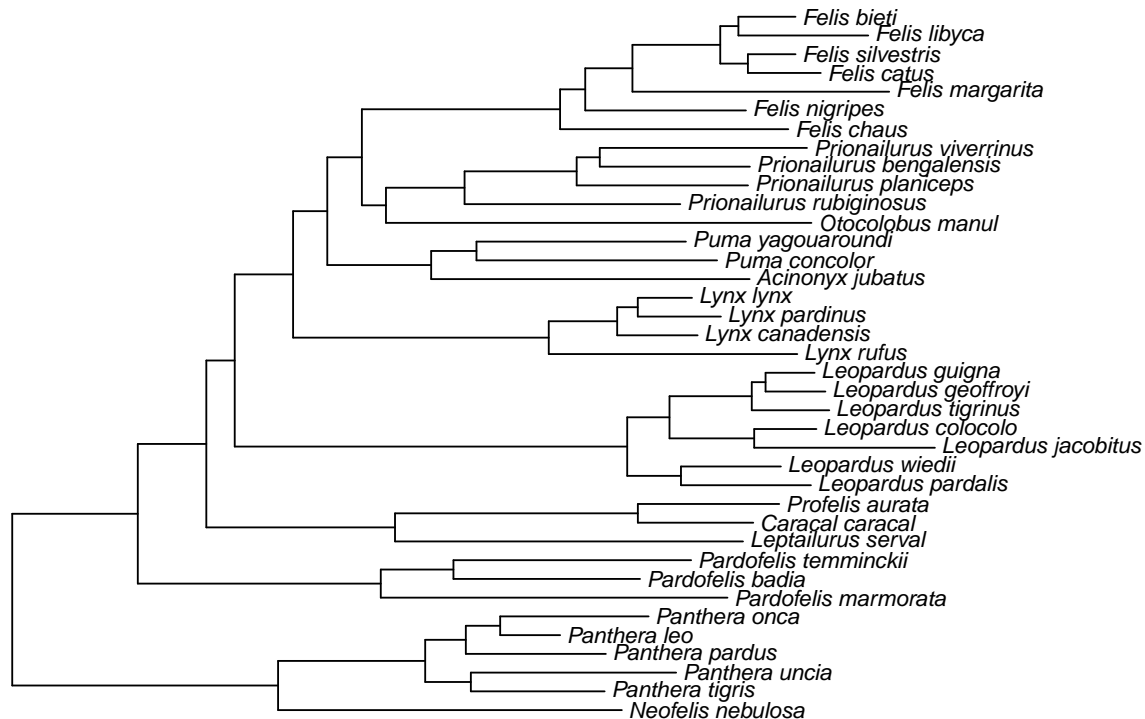 Felis bieti
Felis libyca
Felis silvestris
Felis catus
Felis margarita
Felis nigripes
Felis chaus
Prionailurus viverrinus
Prionailurus bengalensis
Prionailurus planiceps
Prionailurus rubiginosus
Otocolobus manul
Puma yagouaroundi
Puma concolor
Acinonyx jubatus
Lynx lynx
Lynx pardinus
Lynx canadensis
Lynx rufus
Leopardus guigna
Leopardus geoffroyi
Leopardus tigrinus
Leopardus colocolo
Leopardus jacobitus
Leopardus wiedii
Leopardus pardalis
Profelis aurata
Caracal caracal
Leptailurus serval
Pardofelis temminckii
Pardofelis badia
Pardofelis marmorata
Panthera onca
Panthera leo
Panthera pardus
Panthera uncia
Panthera tigris
Neofelis nebulosa